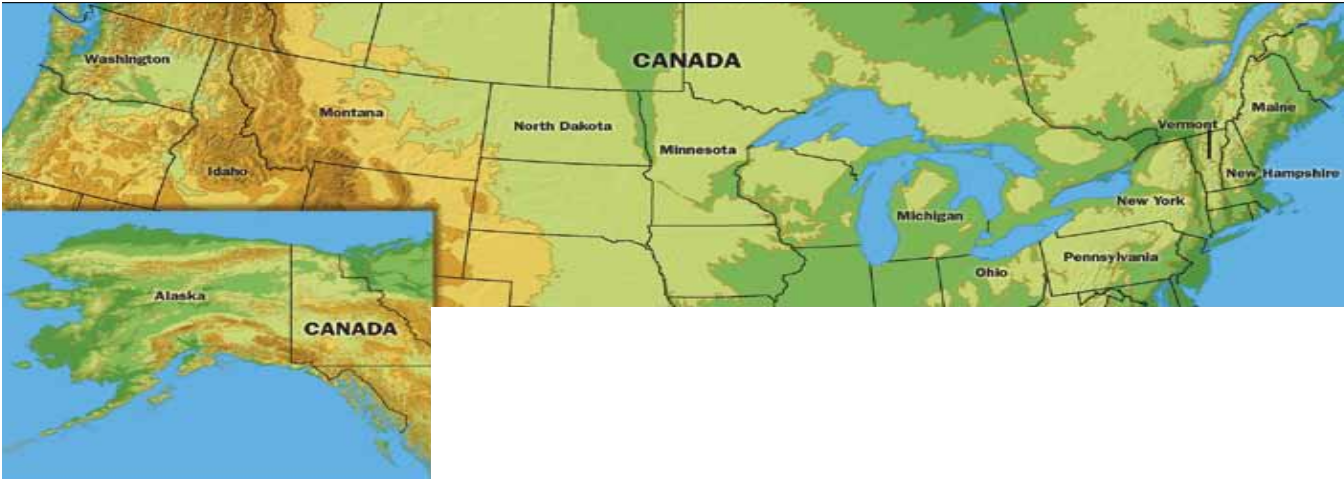 CANADA
Washington
Montana
Maine
North Dakota
Vermont
Minnesota
Idaho
New Hampshire
New York
Michigan
Pennsylvania
Ohio
Alaska
CANADA